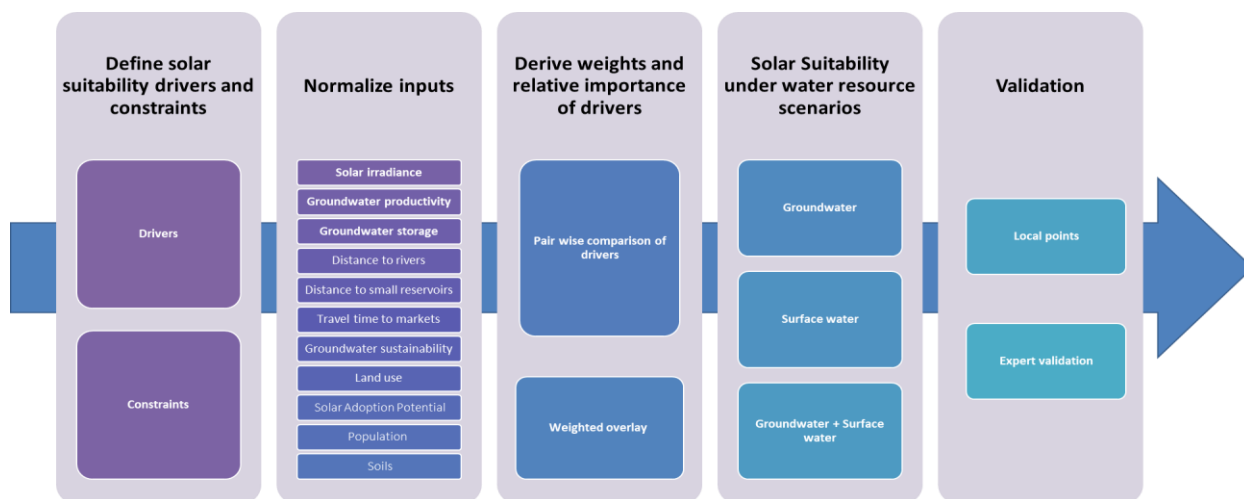 Define solar
suitability drivers and
constraints
Drivers
Constraints
Normalize inputs
Solar irradiance
Groundwater productivity
Groundwater storage
Distance to rivers
Distance to small reservoirs
Travel time to markets
Groundwater sustainability
Land use
Solar Adoption Potential
Population
Soils
Derive weights and
relative importance
of drivers
Pair wise comparison of
drivers
Weighted overlay
Solar Suitability
under water resource
scenarios
Groundwater
Surface water
Groundwater + Surface
water
Validation
Local points
Expert validation